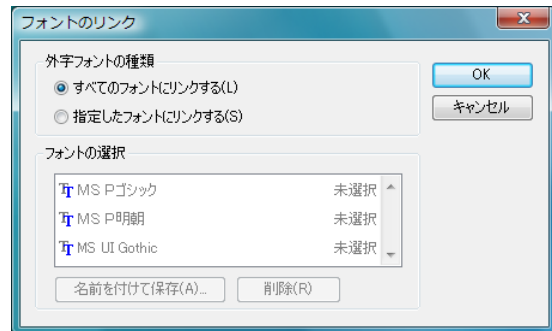 フォントのリンク
外字フォントの種類
すべてのフォントにリンクする(L)
指定したフォントにリンクする(S)
OK
キャンセル
フォントの選択
MS Pゴシック 未選択
MS P明朝 未選択
MS UI Gothic 未選択
名前を付けて保存(A)... 削除(R)